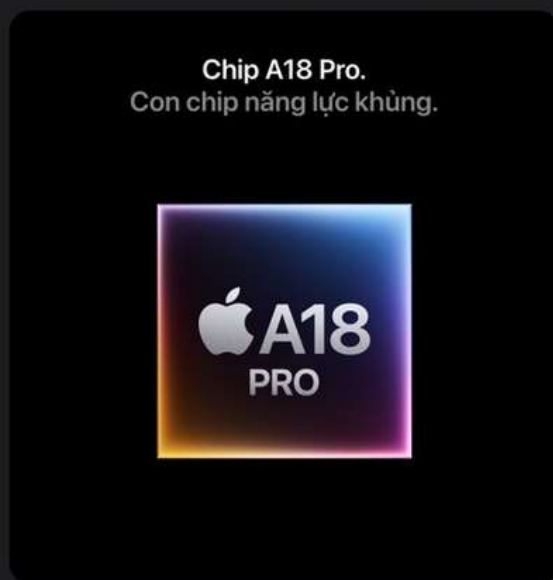 Chip A18 Pro.
Con chip năng lực khủng.
A18
PRO